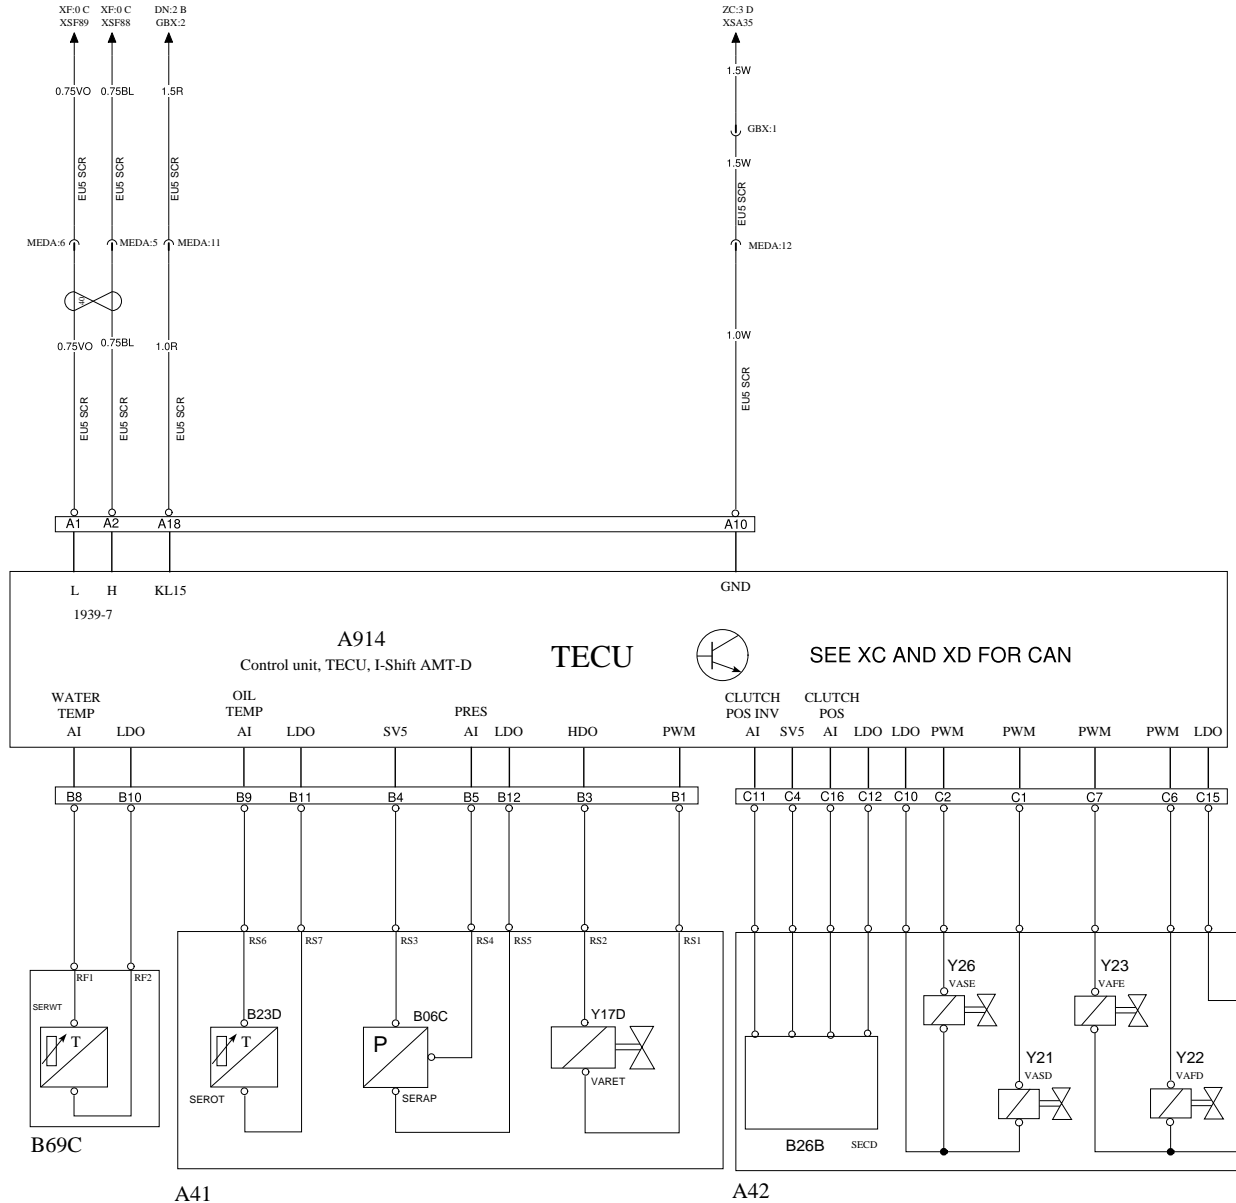 XF:0 C XF:0 C DN:2 B ZC:3 D
XSF89 XSF88 GBX:2 XSA35
1.5W
0.75VO 0.75BL 1.5R
GBX:1
1.5W
EU5 SCR EU5 SCR EU5 SCR EU5 SCR
MEDA:6 MEDA:5 MEDA:11 MEDA:12
40
1.0W
0.75VO 0.75BL 1.0R
EU5 SCR EU5 SCR EU5 SCR EU5 SCR
A1 A2 A18 A10
L H KL15 GND
1939-7
A914
Control unit, TECU, I-Shift AMT-D
TECU
SEE XC AND XD FOR CAN
WATER OIL CLUTCH CLUTCH
TEMP TEMP PRES POS INV POS
AI LDO AI LDO SV5 AI LDO HDO PWM AI SV5 AI LDO LDO PWM PWM PWM PWM LDO
B8 B10 B9 B11 B4 B5 B12 B3 B1 C11 C4 C16 C12 C10 C2 C1 C7 C6 C15
RS6 RS7 RS3 RS4 RS5 RS2 RS1
RF1 RF2
Y26 Y23
VASE VAFE
SERWT
B23D B06C Y17D
T T P
Y21 Y22
VASD VAFD
VARET
SEROT SERAP
B69C
B26B SECD
A41 A42